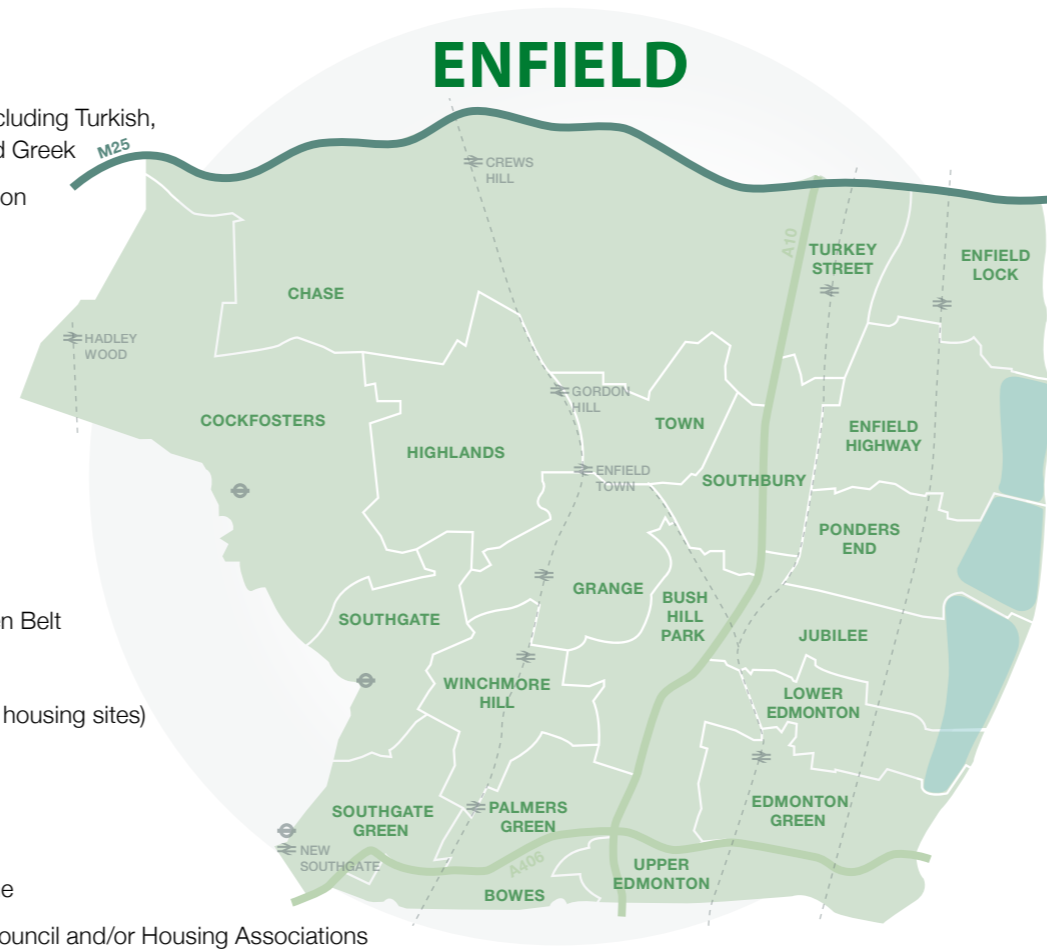 ENFIELD
cluding Turkish,
d Greek
on
n Belt
housing sites)
e
ouncil and/or Housing Associations
M25
CREWS
HILL
A10
TURKEY
STREET
ENFIELD
LOCK
CHASE
HADLEY
WOOD
GORDON
HILL
COCKFOSTERS
TOWN
ENFIELD
HIGHWAY
HIGHLANDS
ENFIELD
TOWN
SOUTHBURY
PONDERS
END
GRANGE
BUSH
HILL
PARK
SOUTHGATE
JUBILEE
WINCHMORE
HILL
LOWER
EDMONTON
SOUTHGATE
GREEN
PALMERS
GREEN
EDMONTON
GREEN
NEW
SOUTHGATE
A406
UPPER
EDMONTON
BOWES